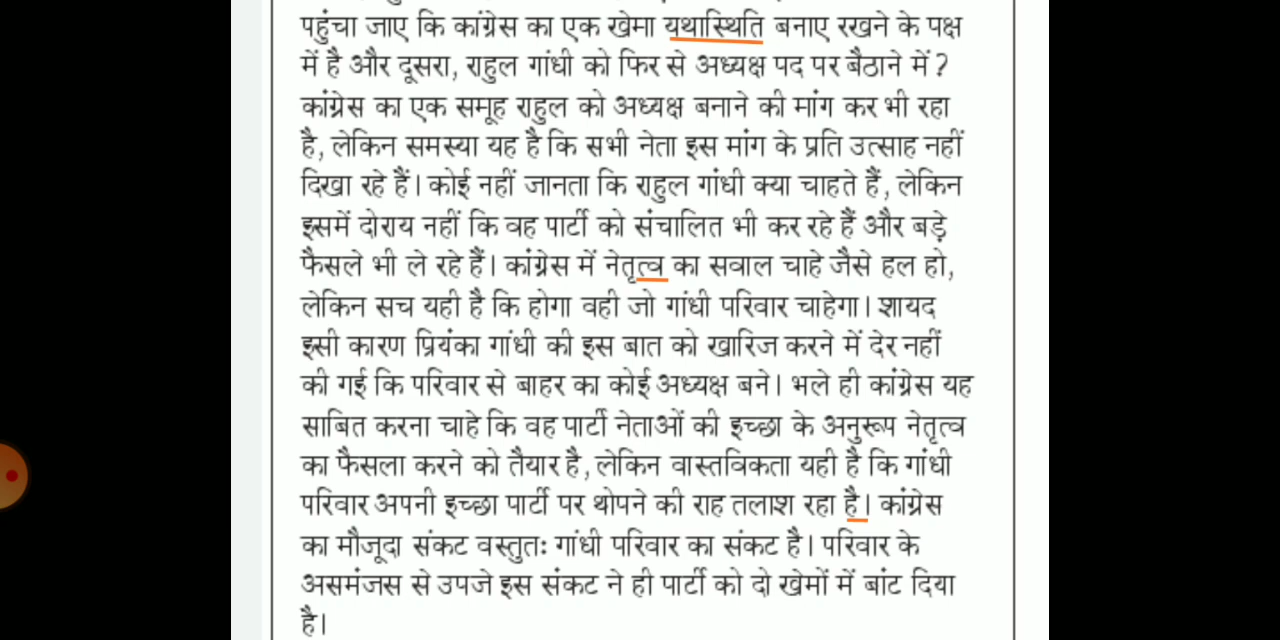 पहुंचा जाए कि कांग्रेस का एक खेमा यथास्थिति बनाए रखने के पक्ष
में है और दूसरा, राहुल गांधी को फिर से अध्यक्ष पद पर बैठाने में?
कांग्रेस का एक समूह राहुल को अध्यक्ष बनाने की मांग कर भी रहा
है, लेकिन समस्या यह है कि सभी नेता इस मांग के प्रति उत्साह नहीं
दिखा रहे हैं। कोई नहीं जानता कि राहुल गांधी क्या चाहते हैं, लेकिन
इसमें दोराय नहीं कि वह पार्टी को संचालित भी कर रहे हैं और बड़े
फैसले भी ले रहे हैं। कांग्रेस में नेतृत्व का सवाल चाहे जैसे हल हो,
लेकिन सच यही है कि होगा वही जो गांधी परिवार चाहेगा। शायद
इसी कारण प्रियंका गांधी की इस बात को खारिज करने में देर नहीं
की गई कि परिवार से बाहर का कोई अध्यक्ष बने। भले ही कांग्रेस यह
साबित करना चाहे कि वह पार्टी नेताओं की इच्छा के अनुरूप नेतृत्व
का फैसला करने को तैयार है, लेकिन वास्तविकता यही है कि गांधी
परिवार अपनी इच्छा पार्टी पर थोपने की राह तलाश रहा है। कांग्रेस
का मौजूदा संकट वस्तुतः गांधी परिवार का संकट है। परिवार के
असमंजस से उपजे इस संकट ने ही पार्टी को दो खेमों में बांट दिया
है।